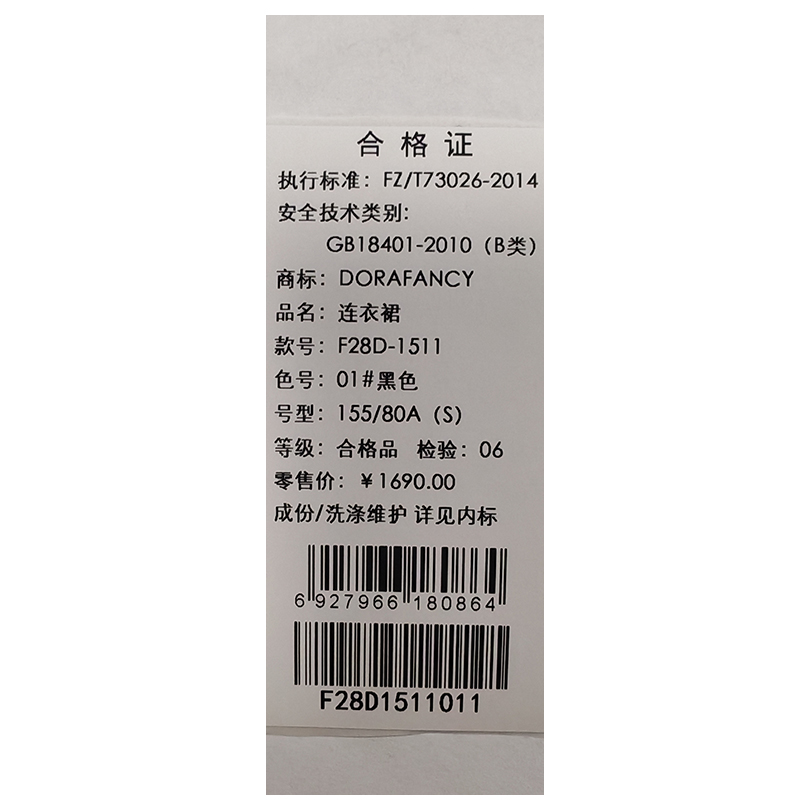 合格证
执行标准：FZ/T73026-2014
安全技术类别:
GB18401-2010（B类）
商标：DORAFANCY
品名：连衣裙
款号：F28D-1511
色号：01#黑色
号型：155/80A（S）
等级：合格品 检验：06
零售价：￥1690.00
成份/洗涤维护 详见内标
6 927966 180864
F28D1511011